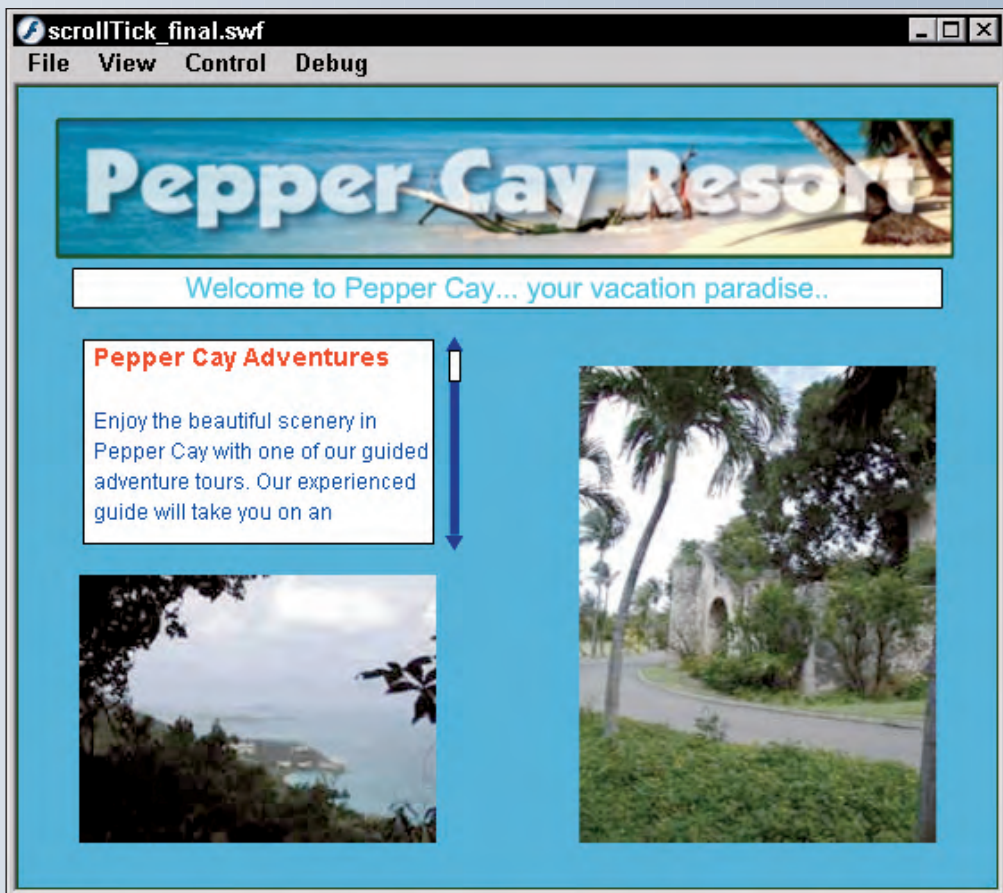 scrollTick_final.swf
File View Control Debug
Pepper Cay Resort
Welcome to Pepper Cay... your vacation paradise..
Pepper Cay Adventures
Enjoy the beautiful scenery in
Pepper Cay with one of our guided
adventure tours. Our experienced
guide will take you on an